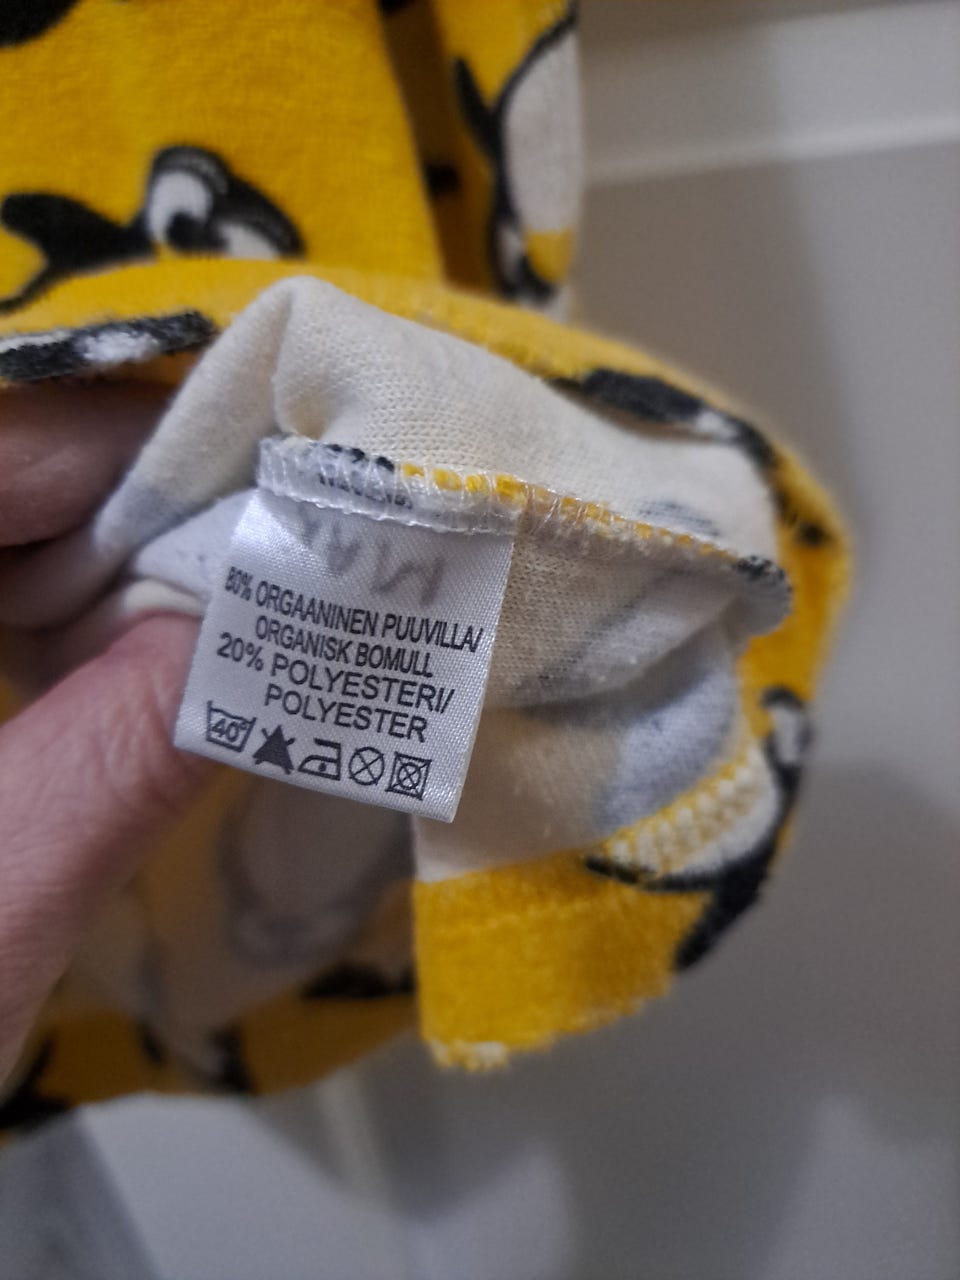 80% ORGAANINEN PUUVILLA/
ORGANISK BOMULL
20% POLYESTERI/
POLYESTER
40°